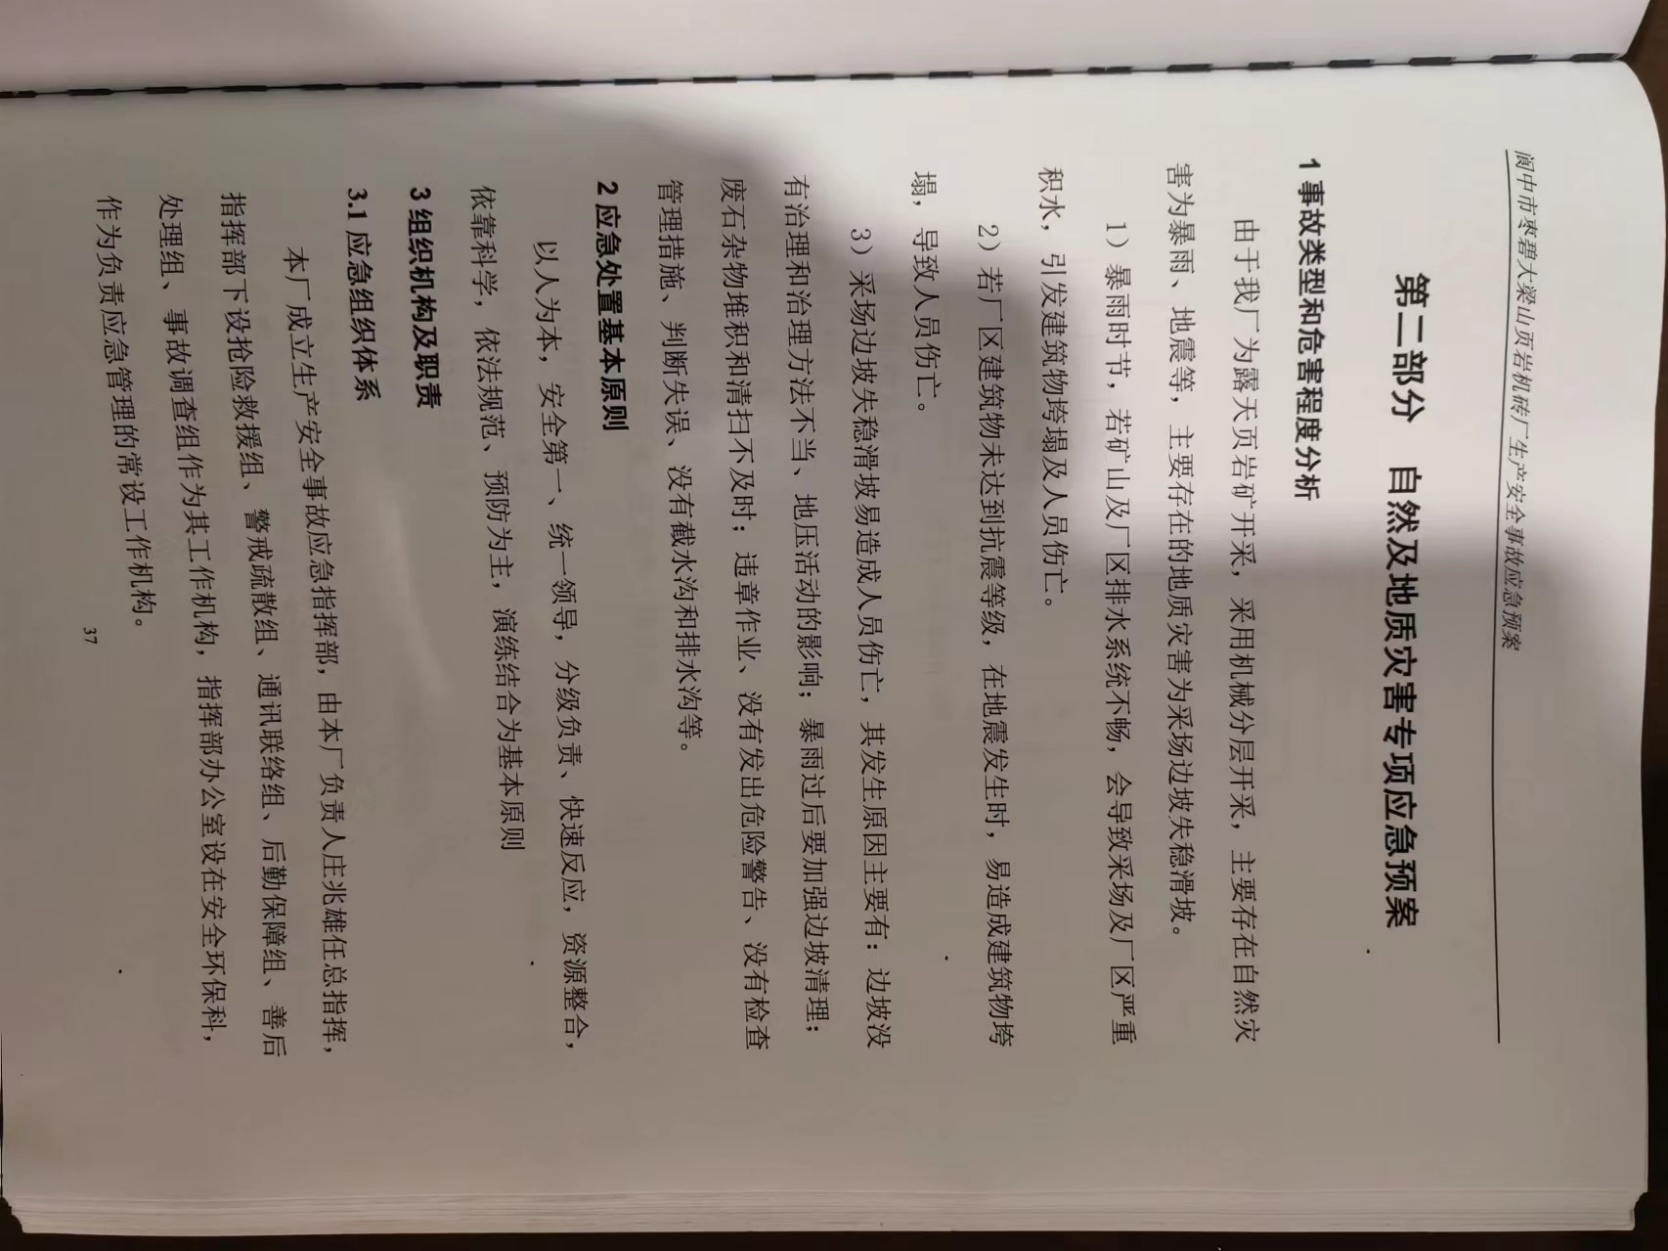 阆中市枣碧大梁山页岩机砖厂生产安全事故应急预案
第二部分 自然及地质灾害专项应急预案
1 事故类型和危害程度分析
由于我厂为露天页岩矿开采，采用机械分层开采，主要存在自然灾
害为暴雨、地震等，主要存在的地质灾害为采场边坡失稳滑坡。
1）暴雨时节，若矿山及厂区排水系统不畅，会导致采场及厂区严重
积水，引发建筑物垮塌及人员伤亡。
2）若厂区建筑物未达到抗震等级，在地震发生时，易造成建筑物垮
塌，导致人员伤亡。
3）采场边坡失稳滑坡易造成人员伤亡，其发生原因主要有：边坡没
有治理和治理方法不当、地压活动的影响；暴雨过后要加强边坡清理；
废石杂物堆积和清扫不及时；违章作业、没有发出危险警告、没有检查
管理措施、判断失误、没有截水沟和排水沟等。
2 应急处置基本原则
以人为本，安全第一、统一领导，分级负责、快速反应，资源整合，
依靠科学，依法规范、预防为主，演练结合为基本原则
3 组织机构及职责
3.1 应急组织体系
本厂成立生产安全事故应急指挥部，由本厂负责人庄兆雄任总指挥，
指挥部下设抢险救援组、警戒疏散组、通讯联络组、后勤保障组、善后
处理组、事故调查组作为其工作机构，指挥部办公室设在安全环保科，
作为负责应急管理的常设工作机构。
37